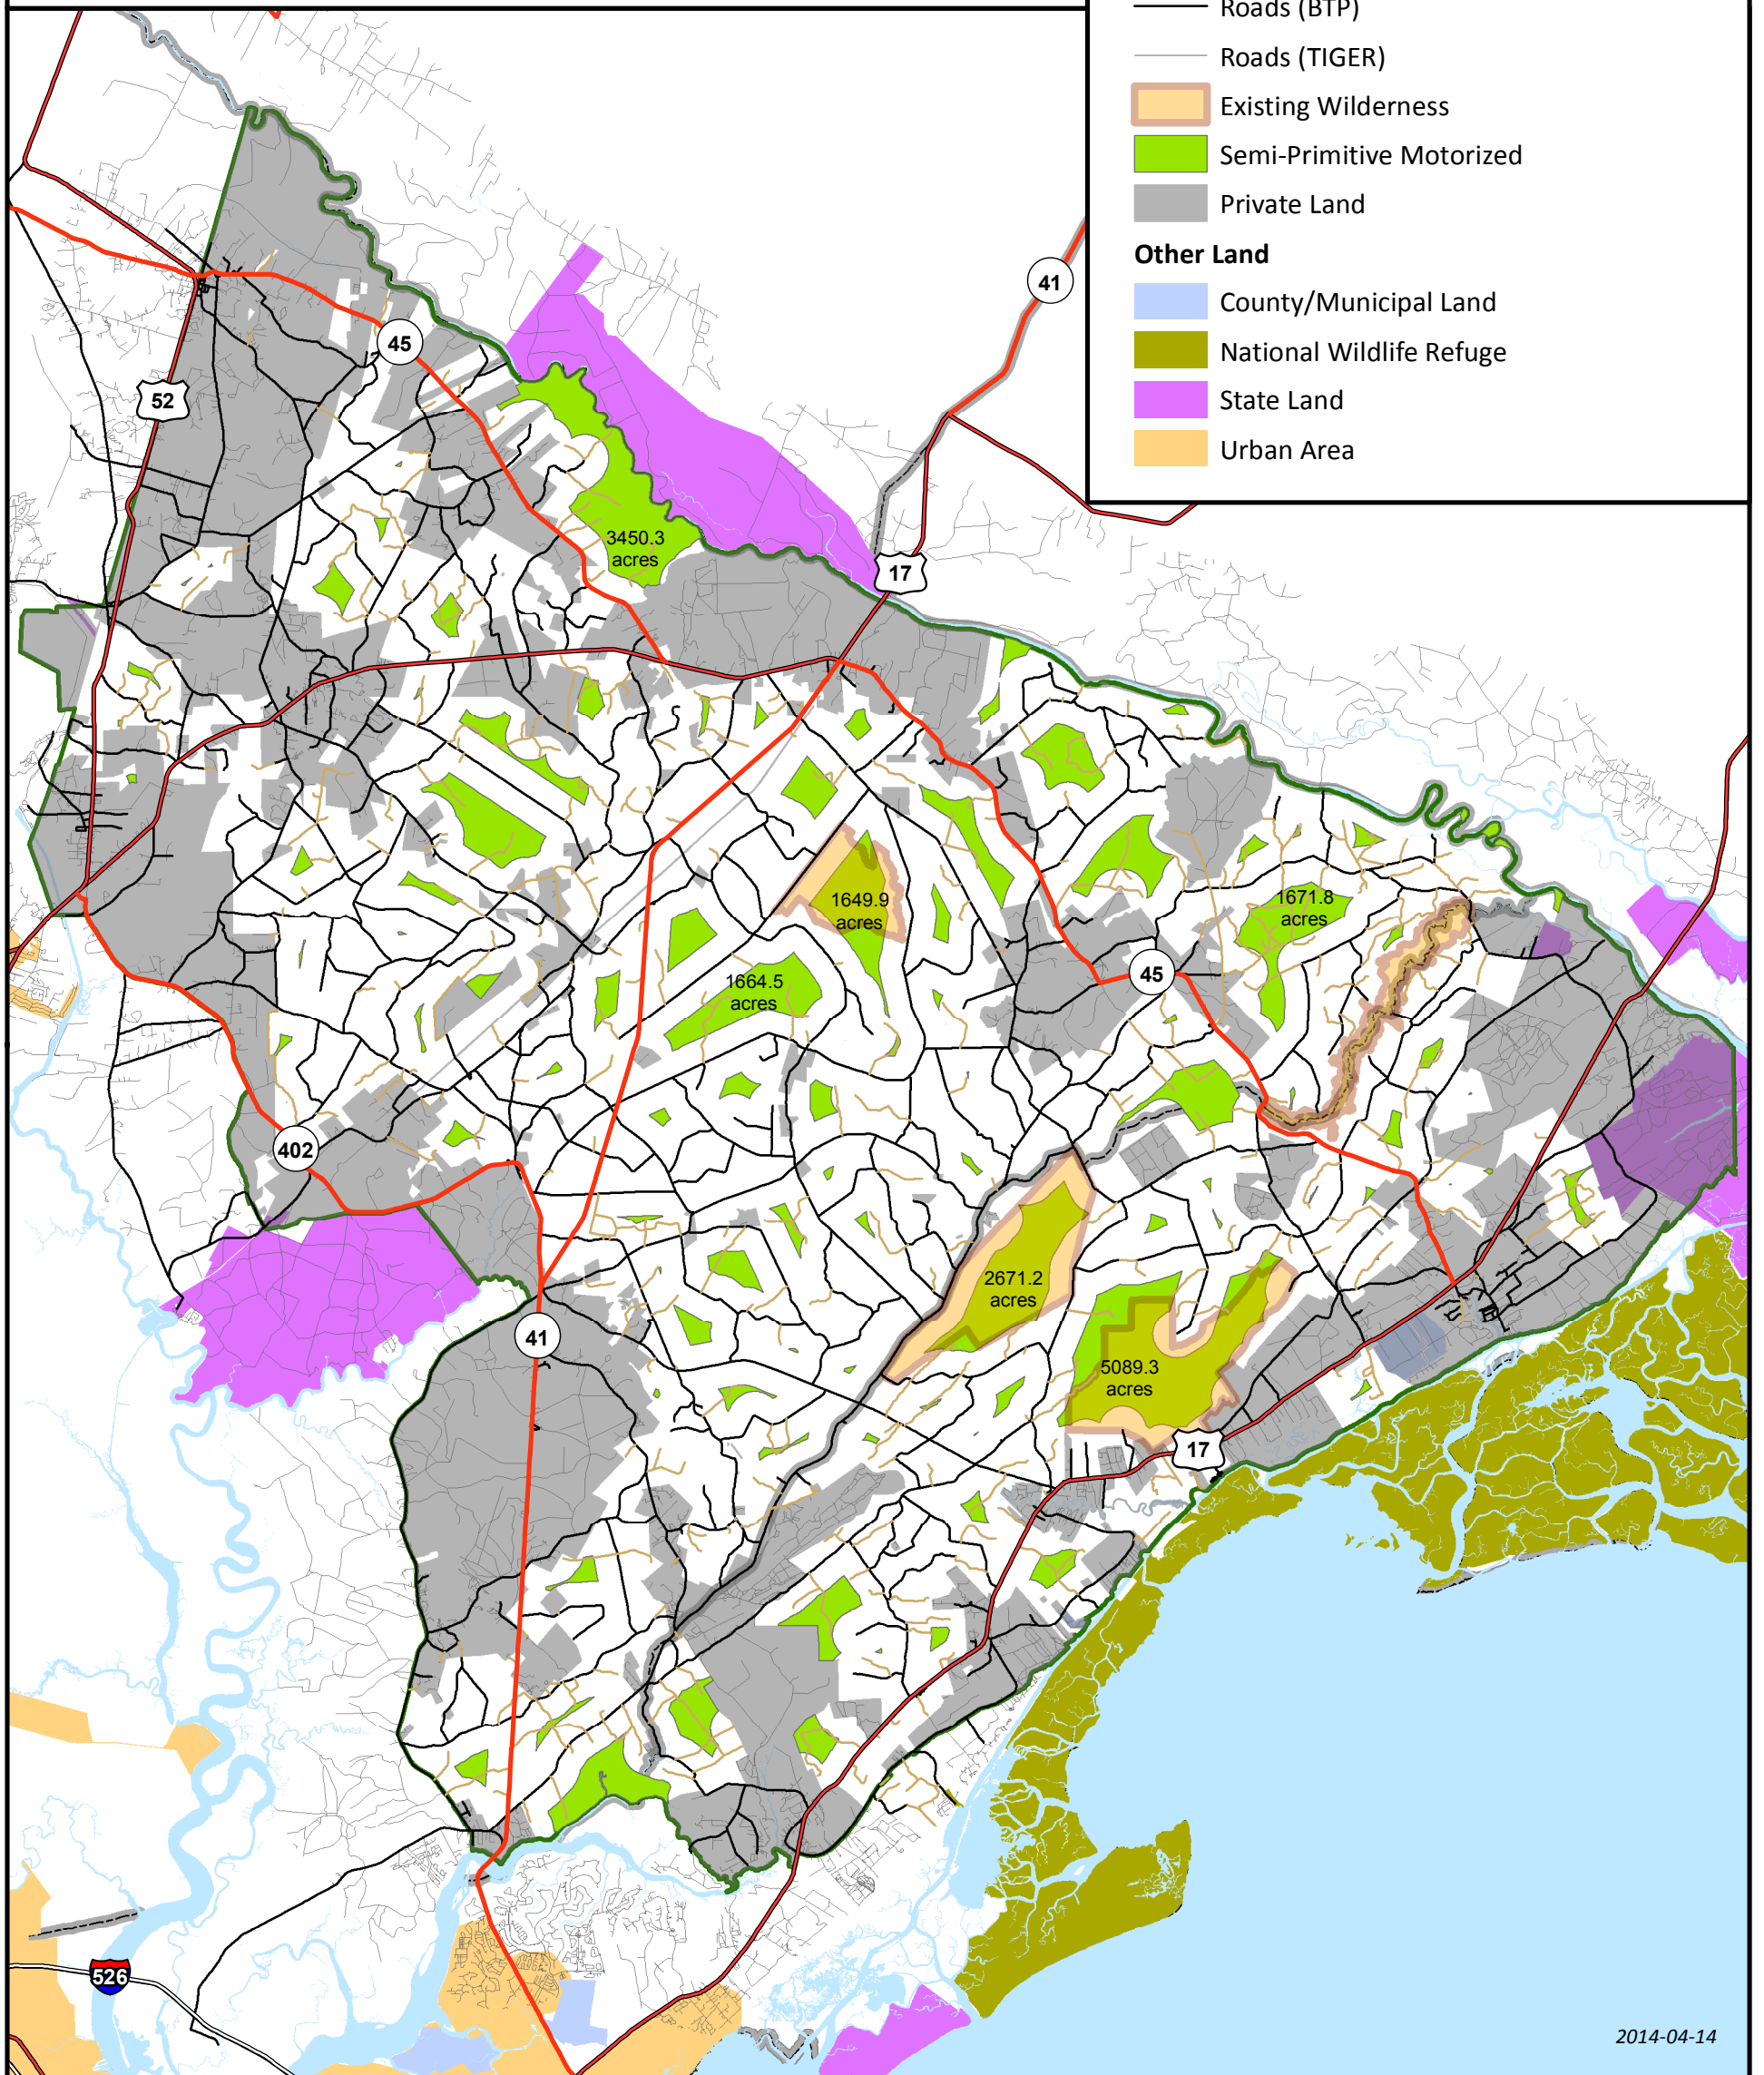 Roads (BTP)
Roads (TIGER)
Existing Wilderness
Semi-Primitive Motorized
Private Land
Other Land
County/Municipal Land
National Wildlife Refuge
State Land
Urban Area
41
45
52
3450.3
acres
17
1649.9
acres
1671.8
acres
1664.5
acres
45
402
2671.2
acres
41
5089.3
acres
17
526
2014-04-14